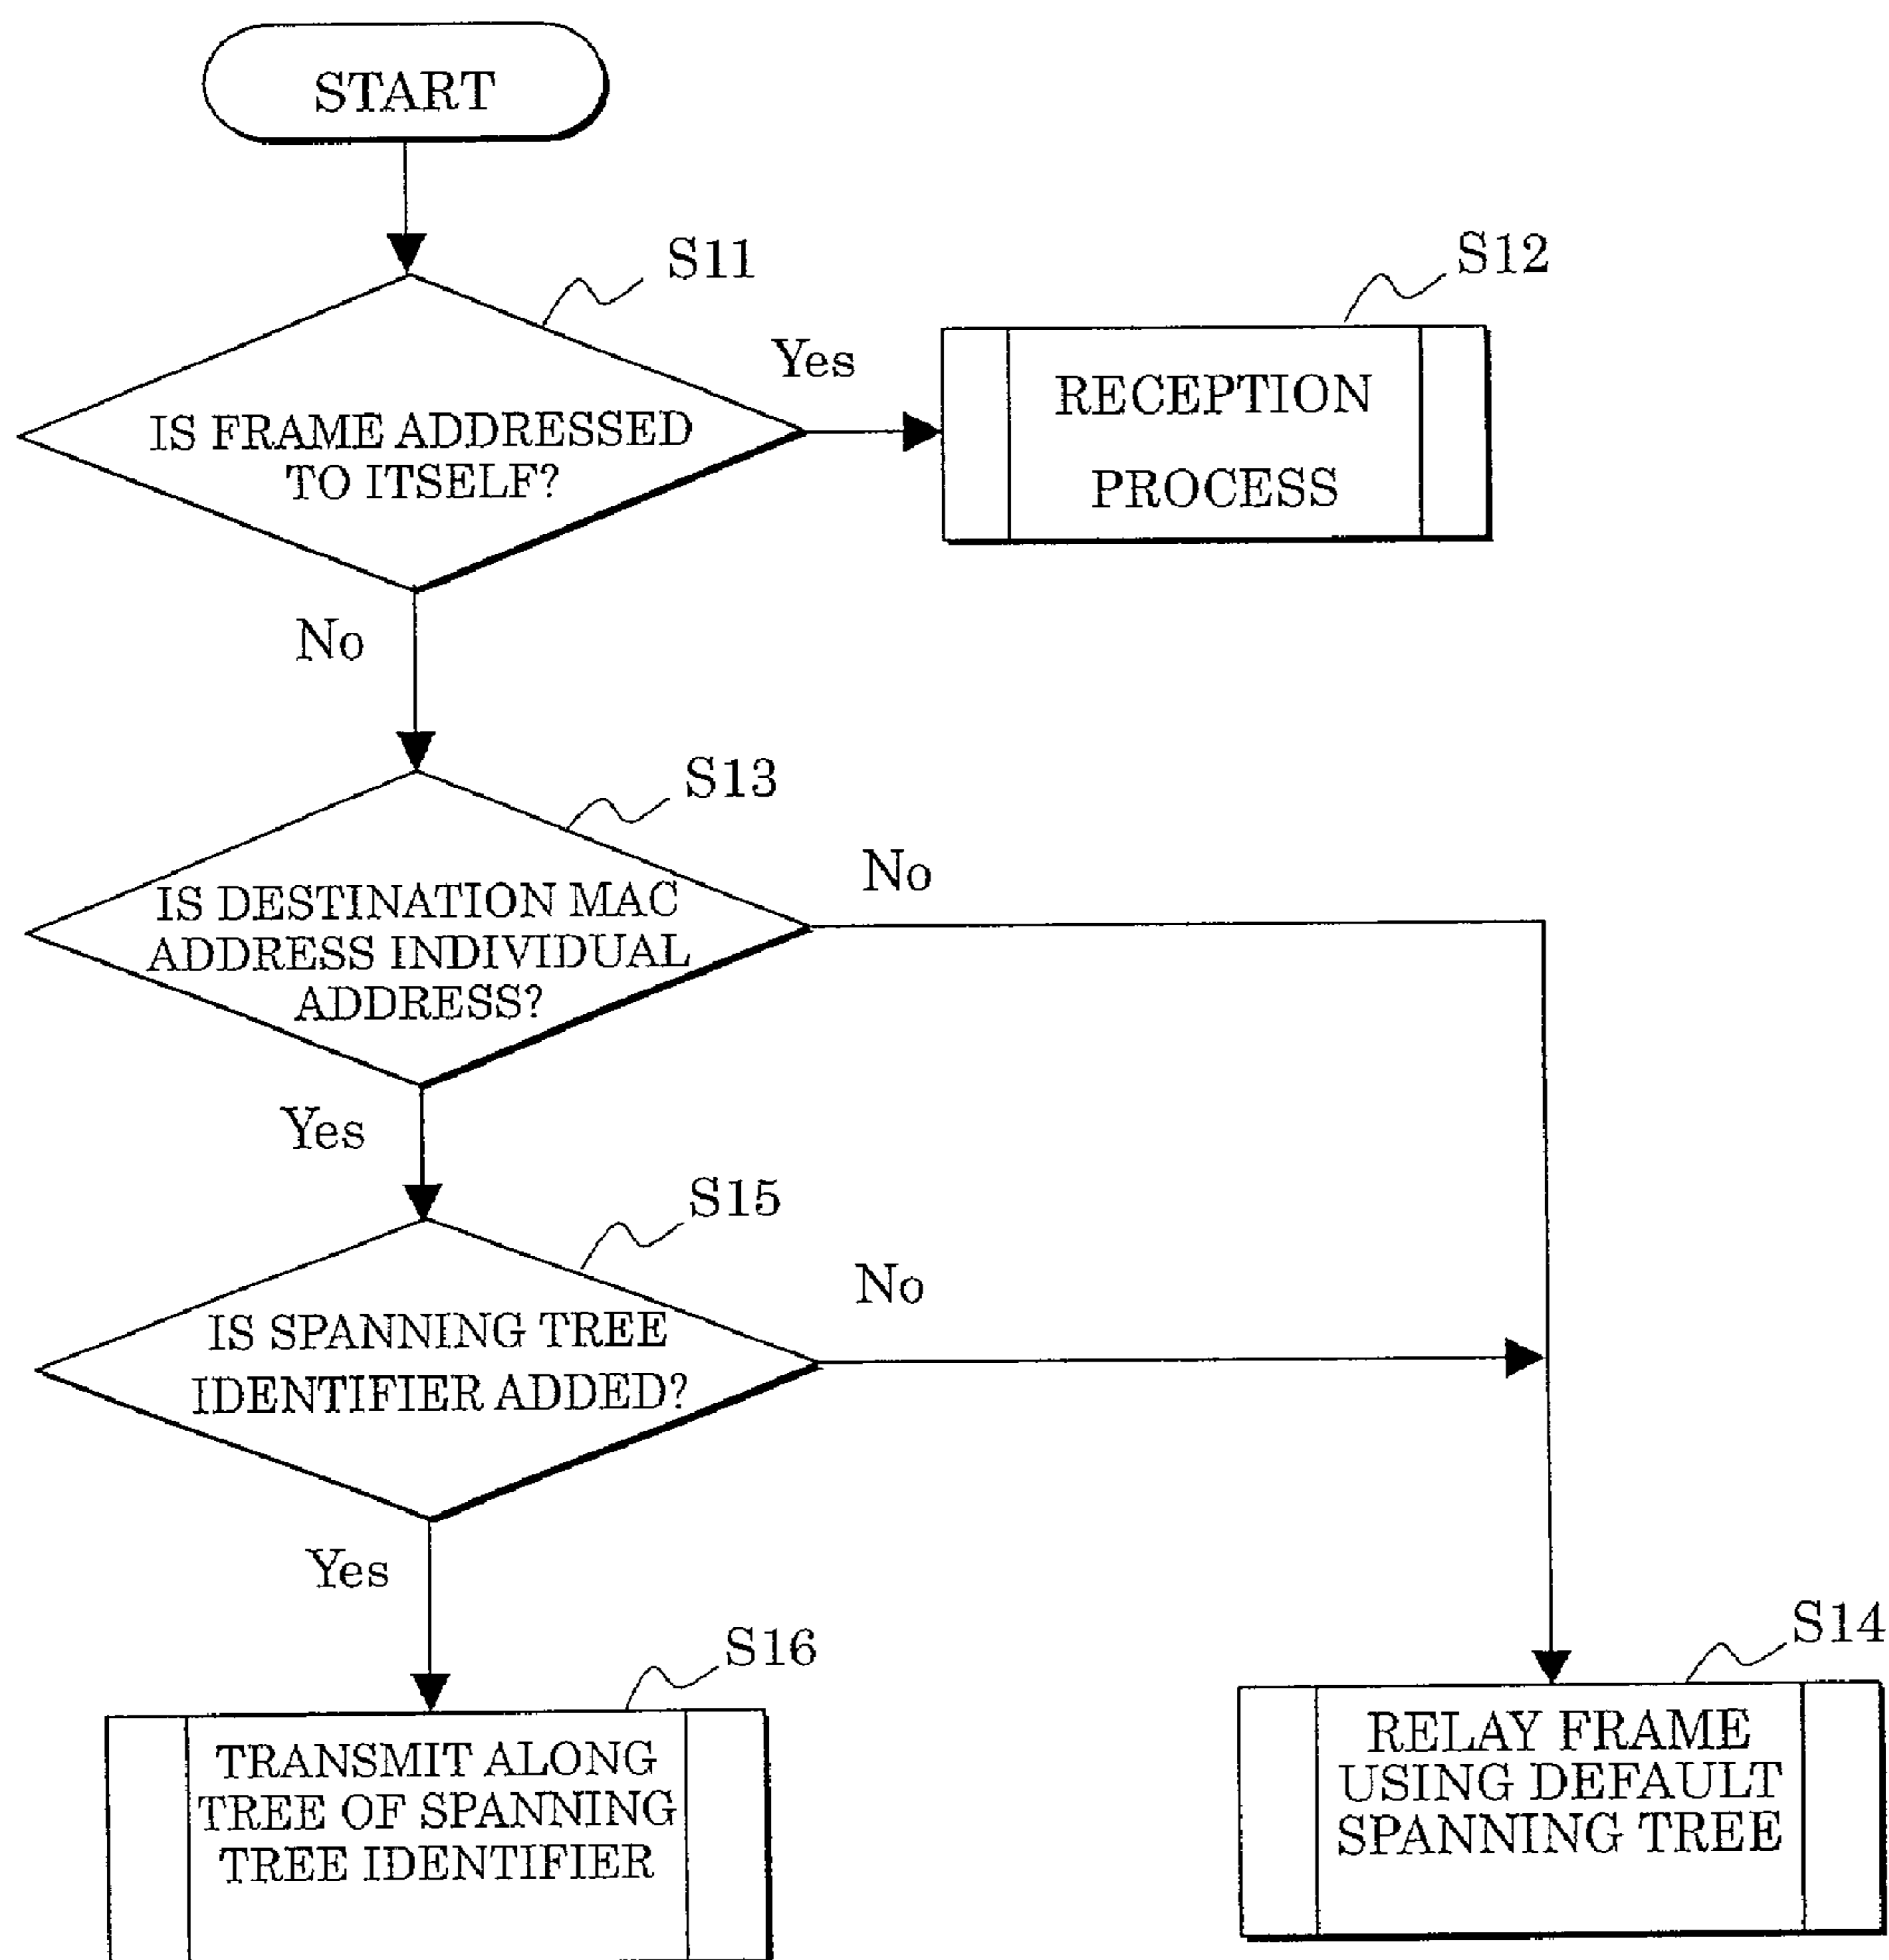 START
S11
IS FRAME ADDRESSED
TO ITSELF?
Yes
S12
RECEPTION
PROCESS
No
S13
IS DESTINATION MAC
ADDRESS INDIVIDUAL
ADDRESS?
No
Yes
S15
IS SPANNING TREE
IDENTIFIER ADDED?
No
Yes
S16
TRANSMIT ALONG
TREE OF SPANNING
TREE IDENTIFIER
S14
RELAY FRAME
USING DEFAULT
SPANNING TREE